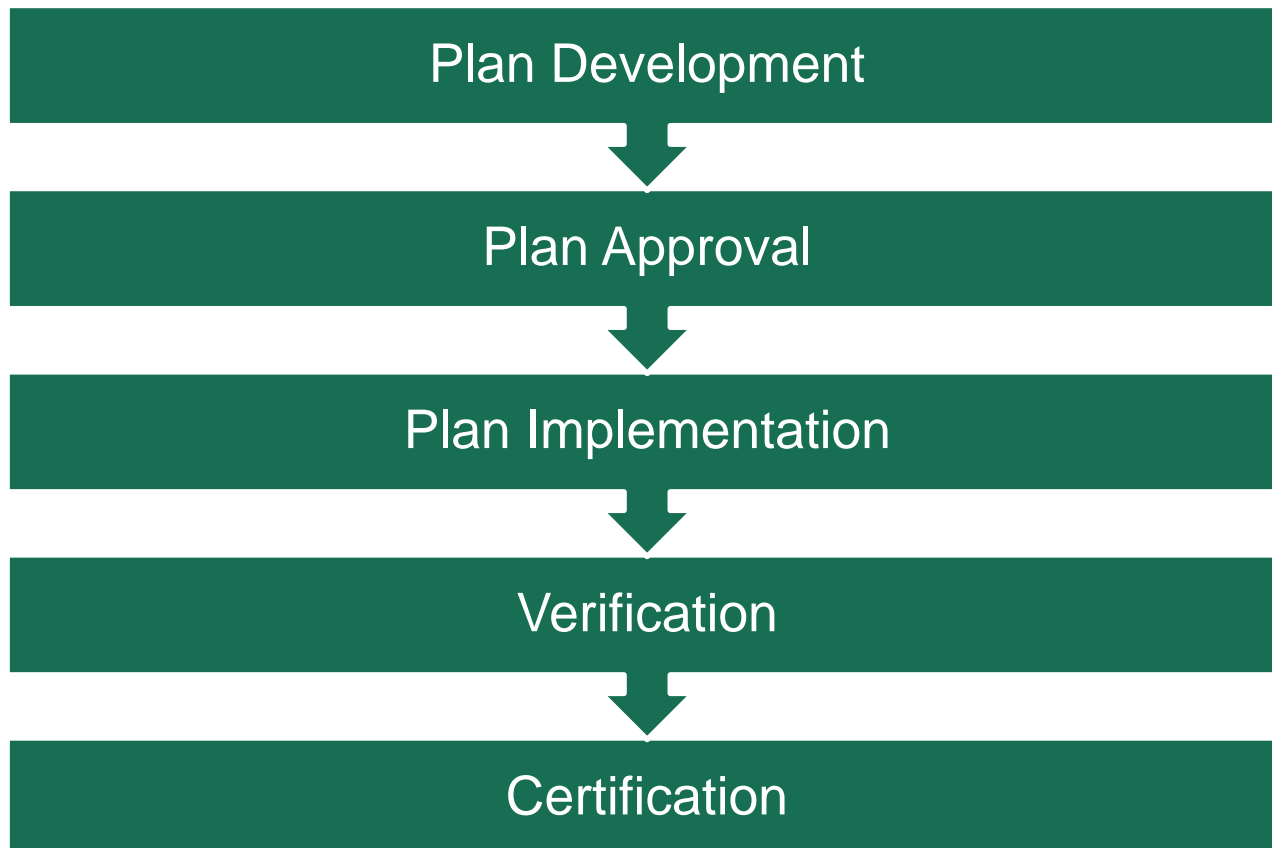 Plan Development
Plan Approval
Plan Implementation
Verification
Certification